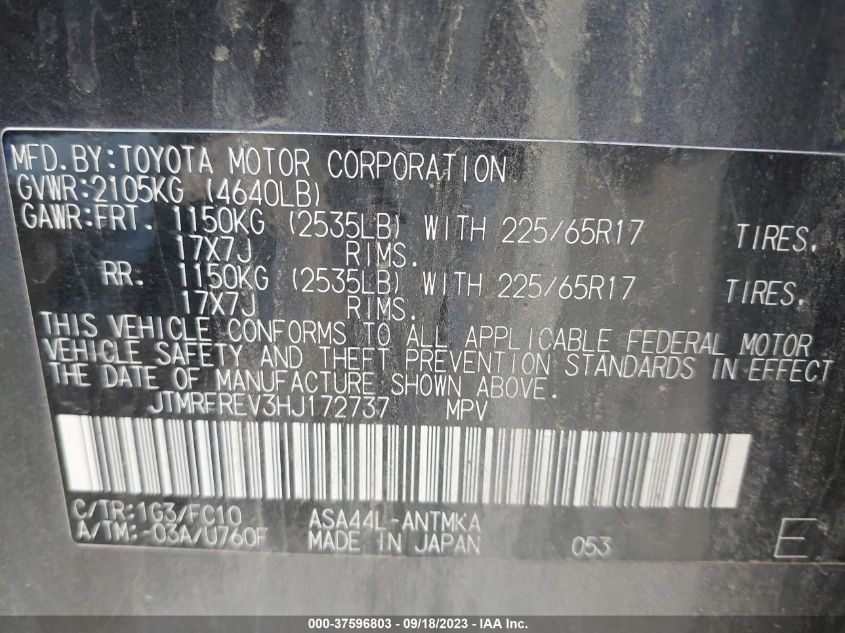 MFD.BY:TOYOTA MOTOR CORPORATION
GVWR:2105KG (4640LB)
GAWR:FRT. 1150KG (2535LB) WITH 225/65R17 TIRES.
17X7J RIMS.
RR. 1150KG (2535LB) WITH 225/65R17 TIRES.
17X7J RIMS.
THIS VEHICLE CONFORMS TO ALL APPLICABLE FEDERAL MOTOR
VEHICLE SAFETY AND THEFT PREVENTION STANDARDS IN EFFECT
THE DATE OF MANUFACTURE SHOWN ABOVE.
JTMRFREV3HJ172737 MPV
C/TR:1G3/FC10 ASA44L-ANTMKA
A/TM:-03A/U760F MADE IN JAPAN 053 E
000-37596803 - 09/18/2023 - IAA Inc.